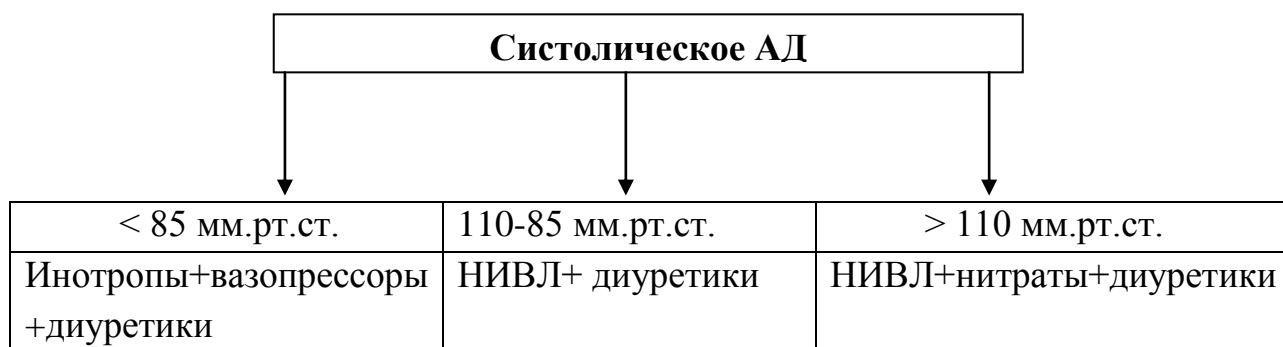 Систолическое АД
< 85 мм.рт.ст.
110-85 мм.рт.ст.
> 110 мм.рт.ст.
Инотропы+вазопрессоры
+диуретики
НИВЛ+ диуретики
НИВЛ+нитраты+диуретики